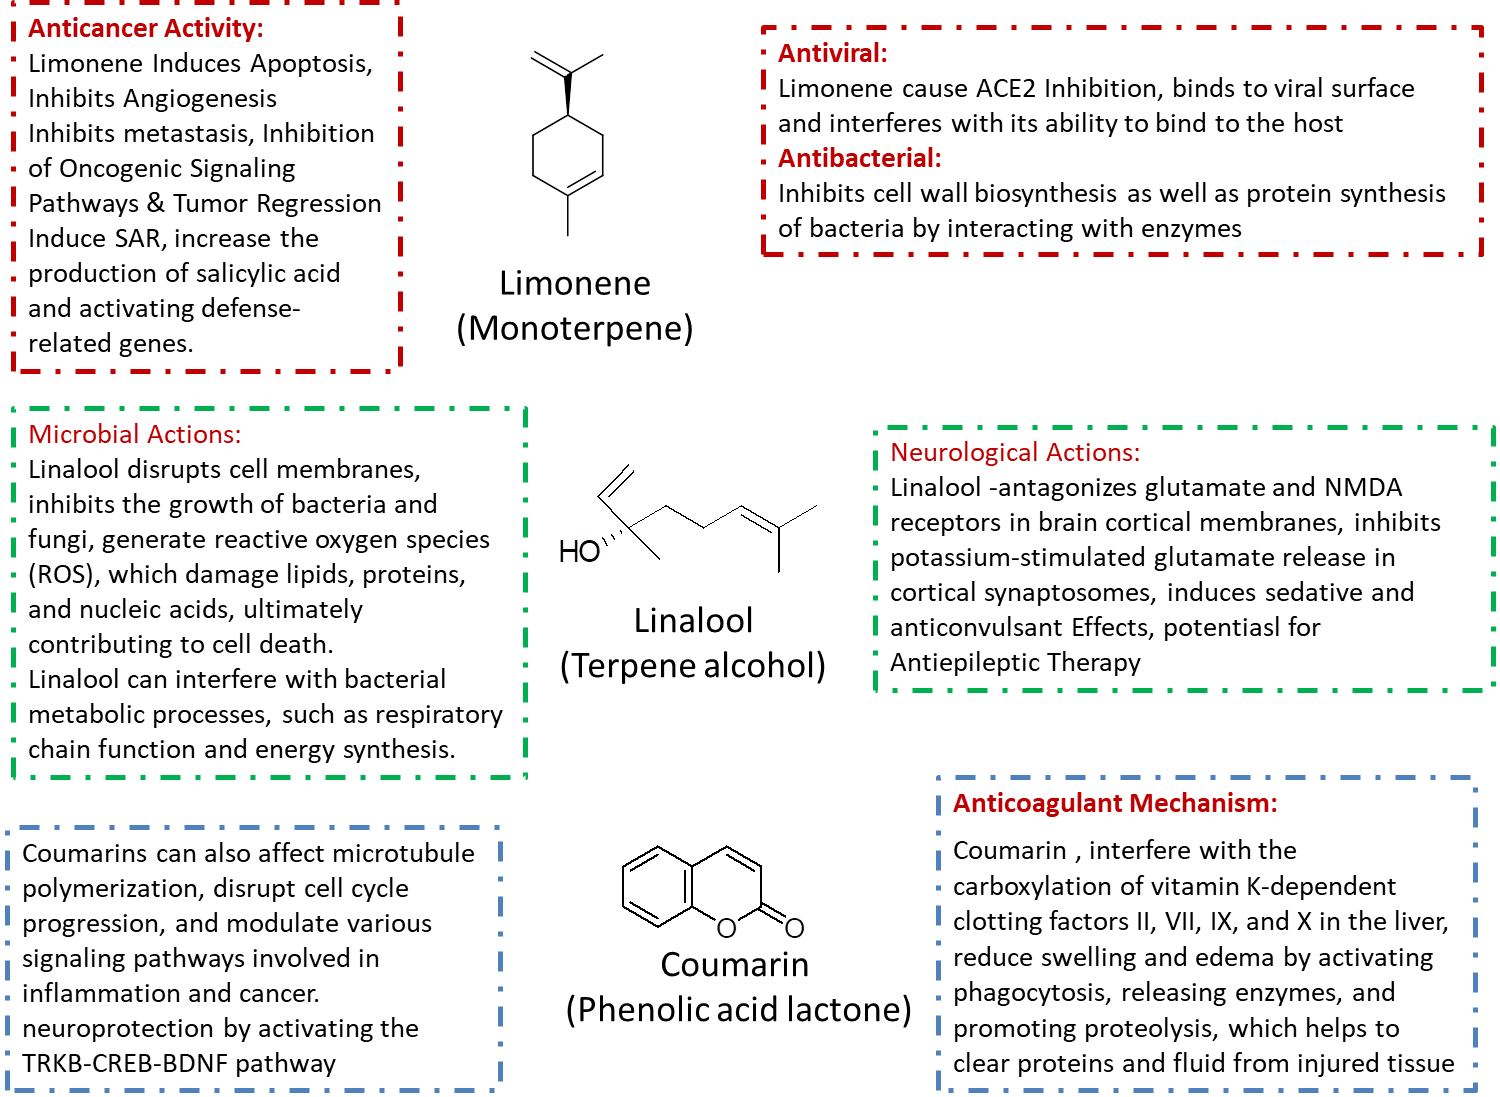 Anticancer Activity:
Limonene Induces Apoptosis,
Inhibits Angiogenesis
Inhibits metastasis, Inhibition
of Oncogenic Signaling
Pathways & Tumor Regression
Induce SAR, increase the
production of salicylic acid
and activating defense-
related genes.
Limonene
(Monoterpene)
Antiviral:
Limonene cause ACE2 Inhibition, binds to viral surface
and interferes with its ability to bind to the host
Antibacterial:
Inhibits cell wall biosynthesis as well as protein synthesis
of bacteria by interacting with enzymes
Microbial Actions:
Linalool disrupts cell membranes,
inhibits the growth of bacteria and
fungi, generate reactive oxygen species
(ROS), which damage lipids, proteins,
and nucleic acids, ultimately
contributing to cell death.
Linalool can interfere with bacterial
metabolic processes, such as respiratory
chain function and energy synthesis.
HO
Linalool
(Terpene alcohol)
Neurological Actions:
Linalool -antagonizes glutamate and NMDA
receptors in brain cortical membranes, inhibits
potassium-stimulated glutamate release in
cortical synaptosomes, induces sedative and
anticonvulsant Effects, potentiasl for
Antiepileptic Therapy
Coumarins can also affect microtubule
polymerization, disrupt cell cycle
progression, and modulate various
signaling pathways involved in
inflammation and cancer.
neuroprotection by activating the
TRKB-CREB-BDNF pathway
O O
Coumarin
(Phenolic acid lactone)
Anticoagulant Mechanism:
Coumarin , interfere with the
carboxylation of vitamin K-dependent
clotting factors II, VII, IX, and X in the liver,
reduce swelling and edema by activating
phagocytosis, releasing enzymes, and
promoting proteolysis, which helps to
clear proteins and fluid from injured tissue